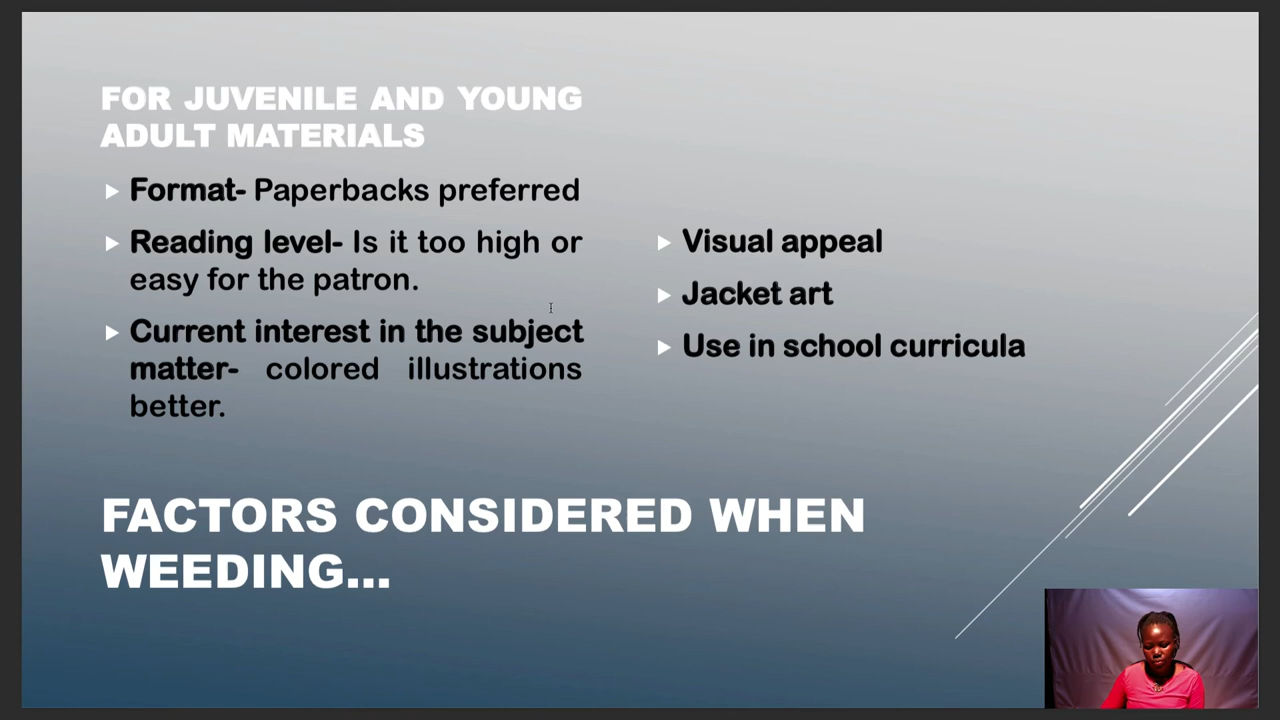 FOR JUVENILE AND YOUNG
ADULT MATERIALS
Format- Paperbacks preferred
Reading level- Is it too high or
easy for the patron.
Current interest in the subject
matter- colored illustrations
better.
Visual appeal
Jacket art
Use in school curricula
FACTORS CONSIDERED WHEN
WEEDING...